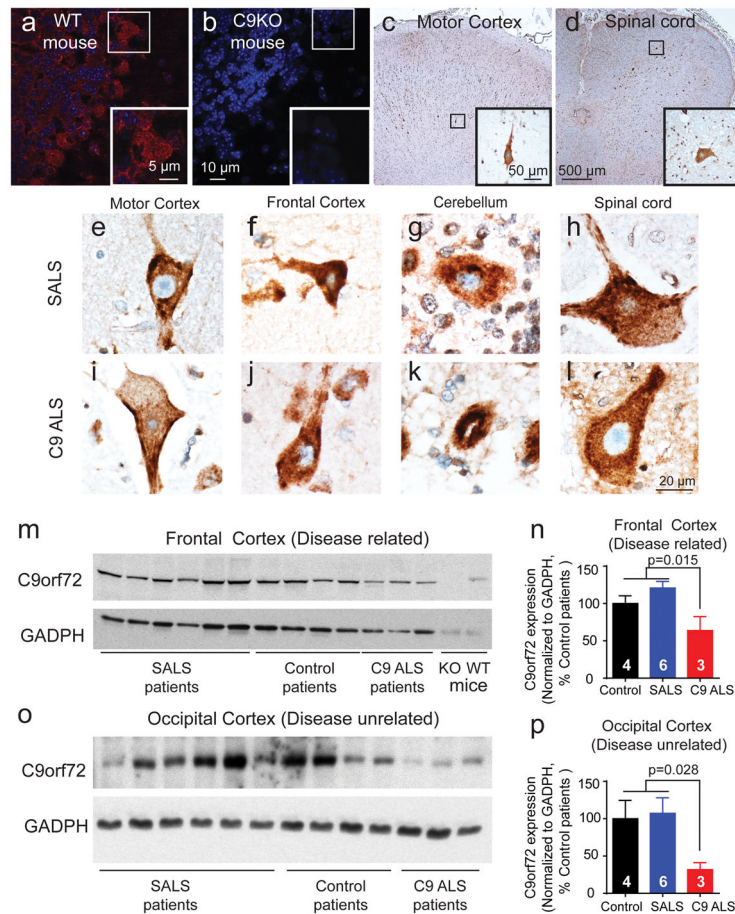 a WT mouse
5 µm
b C9KO mouse
10 µm
c Motor Cortex
50 µm
d Spinal cord
500 µm
Motor Cortex
Frontal Cortex
Cerebellum
Spinal cord
SALS
e
f
g
h
C9 ALS
i
j
k
l
20 µm
m
Frontal Cortex (Disease related)
C9orf72
GADPH
SALS patients
Control patients
C9 ALS patients
KO WT mice
n
Frontal Cortex
(Disease related)
p=0.015
C9orf72 expression
(Normalized to GADPH,
% Control patients )
150
100
50
0
4
6
3
Control
SALS
C9 ALS
o
Occipital Cortex (Disease unrelated)
C9orf72
GADPH
SALS patients
Control patients
C9 ALS patients
p
Occipital Cortex
(Disease unrelated)
p=0.028
C9orf72 expression
(Normalized to GADPH,
% Control patients )
150
100
50
0
4
6
3
Control
SALS
C9 ALS